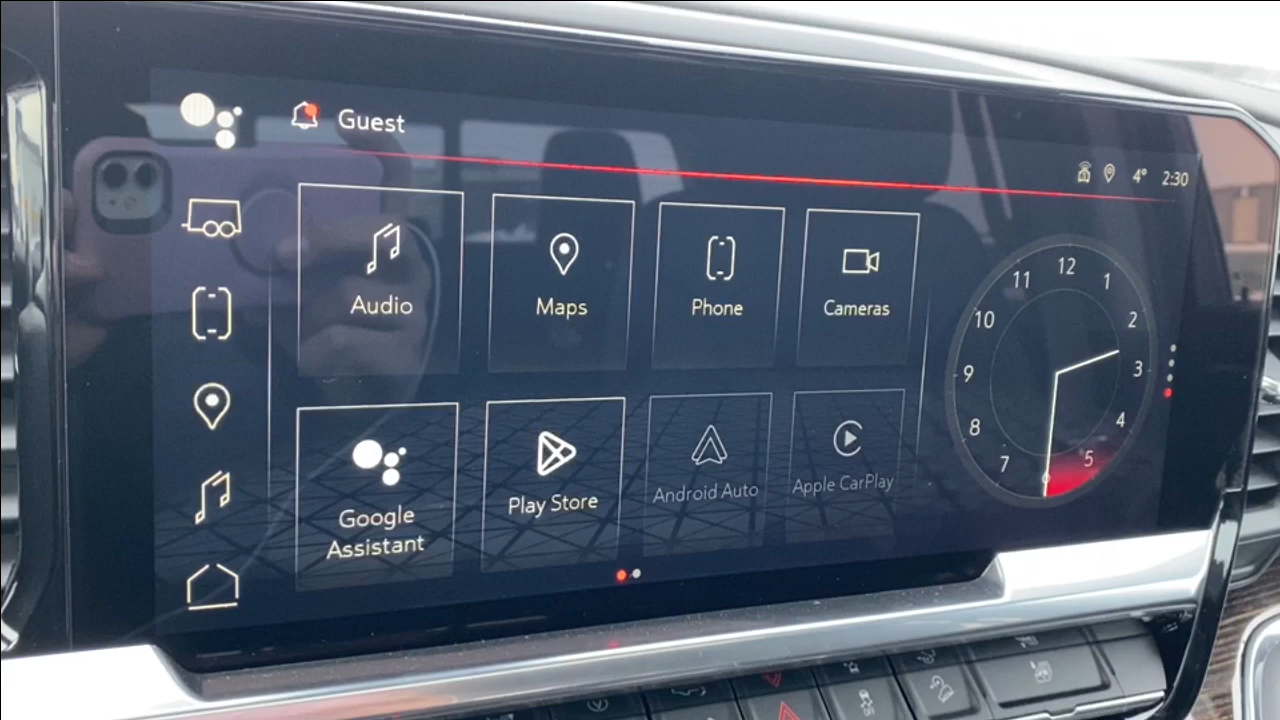 Guest
4° 2:30
Audio
Maps
Phone
Cameras
Google
Assistant
Play Store
Android Auto
Apple CarPlay
12
1
2
3
4
5
7
8
9
10
11